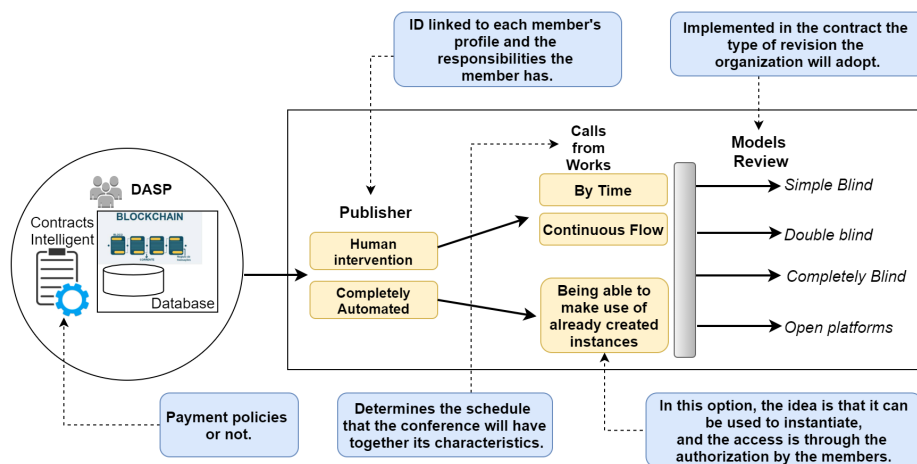 ID linked to each member's
profile and the
responsibilities the
member has.
Implemented in the contract the
type of revision the
organization will adopt.
DASP
Contracts
Intelligent
BLOCKCHAIN
Database
Publisher
Human
intervention
Completely
Automated
Calls
from
Works
By Time
Continuous Flow
Being able to
make use of
already created
instances
Models
Review
Simple Blind
Double blind
Completely Blind
Open platforms
Payment policies
or not.
Determines the schedule
that the conference will have
together its characteristics.
In this option, the idea is that it can
be used to instantiate,
and the access is through the
authorization by the members.